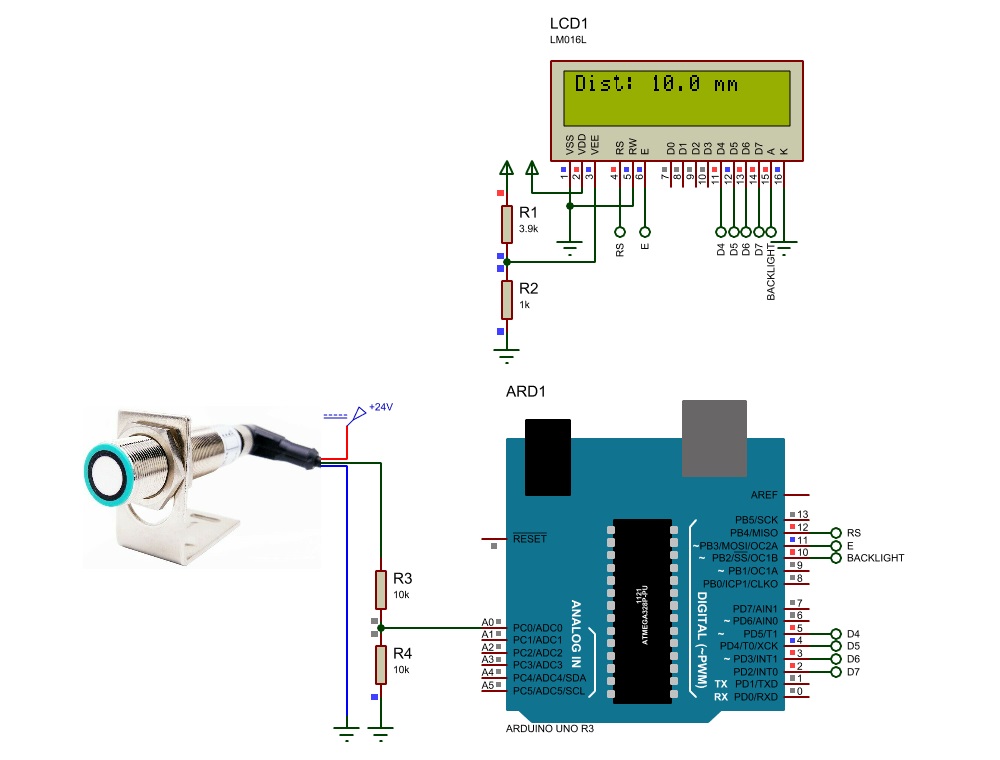 LCD1
LM016L
Dist: 10.0 mm
VSS
VDD
VEE
RS
RW
E
D0
D1
D2
D3
D4
D5
D6
D7
A
K
1
2
3
4
5
6
7
8
9
10
11
12
13
14
15
16
R1
3.9k
RS
E
D4
D5
D6
D7
BACKLIGHT
R2
1k
ARD1
+24V
AREF
RESET
PB5/SCK
13
PB4/MISO
12
RS
~PB3/MOSI/OC2A
11
E
~ PB2/SS/OC1B
10
BACKLIGHT
~ PB1/OC1A
9
PB0/ICP1/CLKO
8
R3
10k
1121
ATMEGA328P-PU
ANALOG IN
DIGITAL (~PWM)
PD7/AIN1
7
~ PD6/AIN0
6
A0
PC0/ADC0
~ PD5/T1
5
D4
A1
PC1/ADC1
PD4/T0/XCK
4
D5
A2
PC2/ADC2
~ PD3/INT1
3
D6
A3
PC3/ADC3
PD2/INT0
2
D7
A4
PC4/ADC4/SDA
TX PD1/TXD
1
A5
PC5/ADC5/SCL
RX PD0/RXD
0
R4
10k
ARDUINO UNO R3